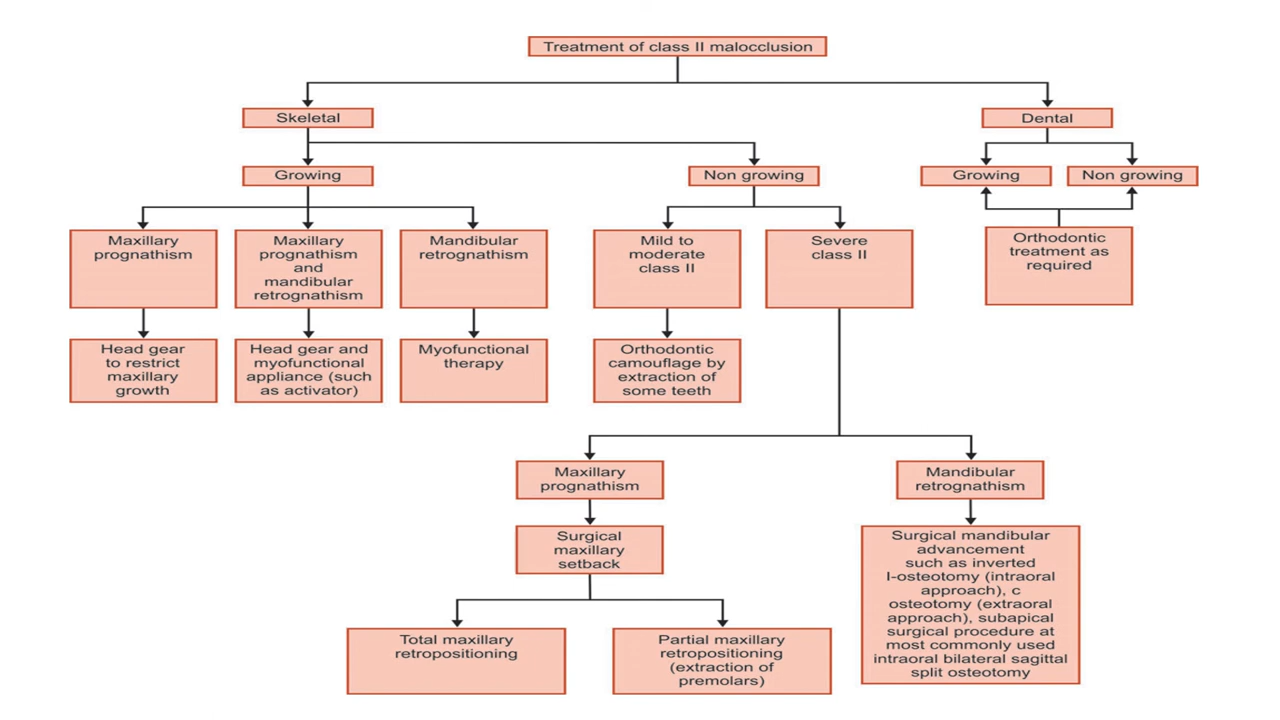 Treatment of class II malocclusion
Skeletal
Dental
Growing
Non growing
Growing
Non growing
Maxillary
prognathism
Maxillary
prognathism
and
mandibular
retrognathism
Mandibular
retrognathism
Mild to
moderate
class II
Severe
class II
Orthodontic
treatment as
required
Head gear
to restrict
maxillary
growth
Head gear and
myofunctional
appliance (such
as activator)
Myofunctional
therapy
Orthodontic
camouflage by
extraction of
some teeth
Maxillary
prognathism
Mandibular
retrognathism
Surgical
maxillary
setback
Surgical mandibular
advancement
such as inverted
l-osteotomy (intraoral
approach), c
osteotomy (extraoral
approach), subapical
surgical procedure at
most commonly used
intraoral bilateral sagittal
split osteotomy
Total maxillary
retropositioning
Partial maxillary
retropositioning
(extraction of
premolars)